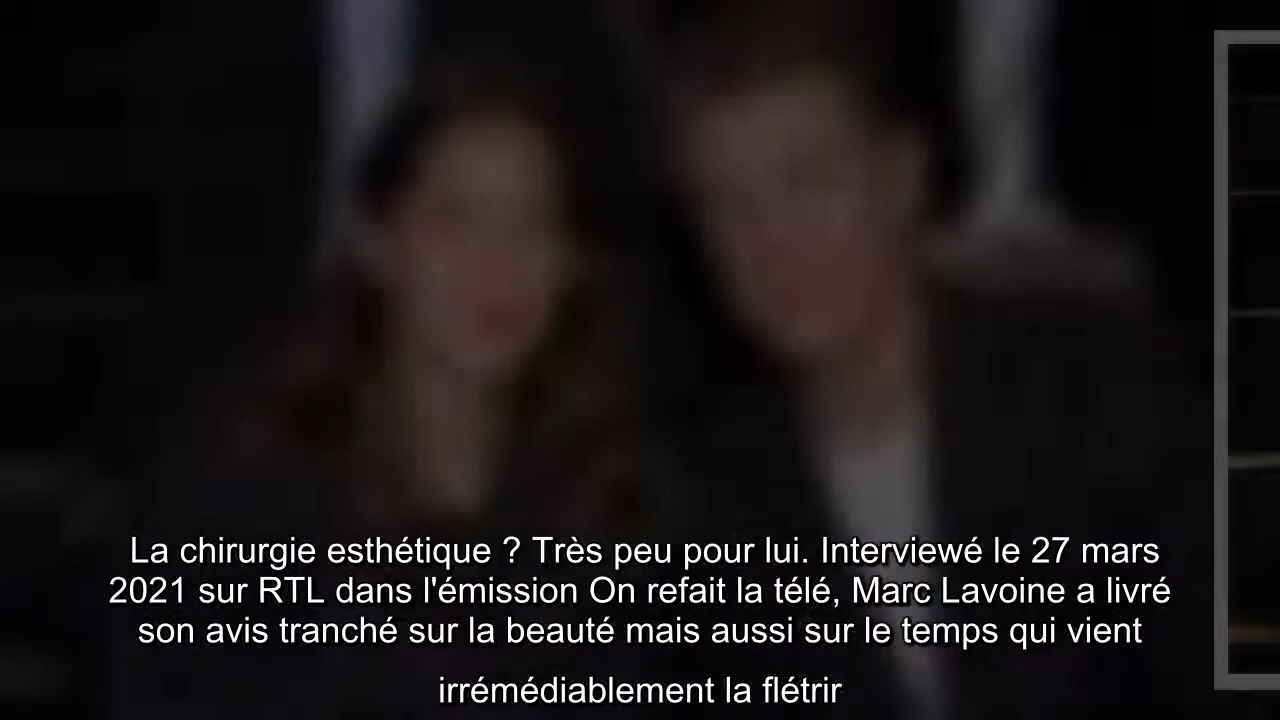 La chirurgie esthétique ? Très peu pour lui. Interviewé le 27 mars
2021 sur RTL dans l'émission On refait la télé, Marc Lavoine a livré
son avis tranché sur la beauté mais aussi sur le temps qui vient
irrémédiablement la flétrir